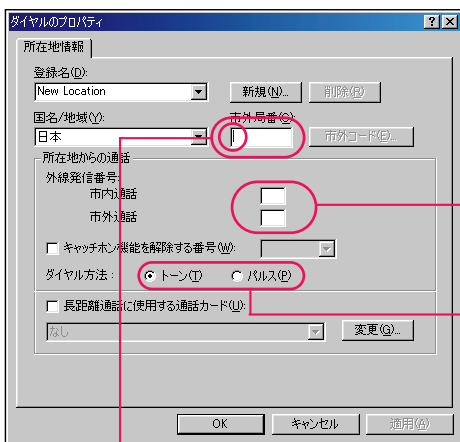 ダイヤルのプロパティ
所在地情報
登録名(D):
New Location
新規(N)...
削除(R)
国名/地域(Y):
市外局番(C):
日本
市外コード(E)...
所在地からの通話
外線発信番号:
市内通話
市外通話
キャッチホン機能を解除する番号(W):
ダイヤル方法:
トーン(T)
パルス(P)
長距離通話に使用する通話カード(U):
なし
変更(G)...
OK
キャンセル
適用(A)